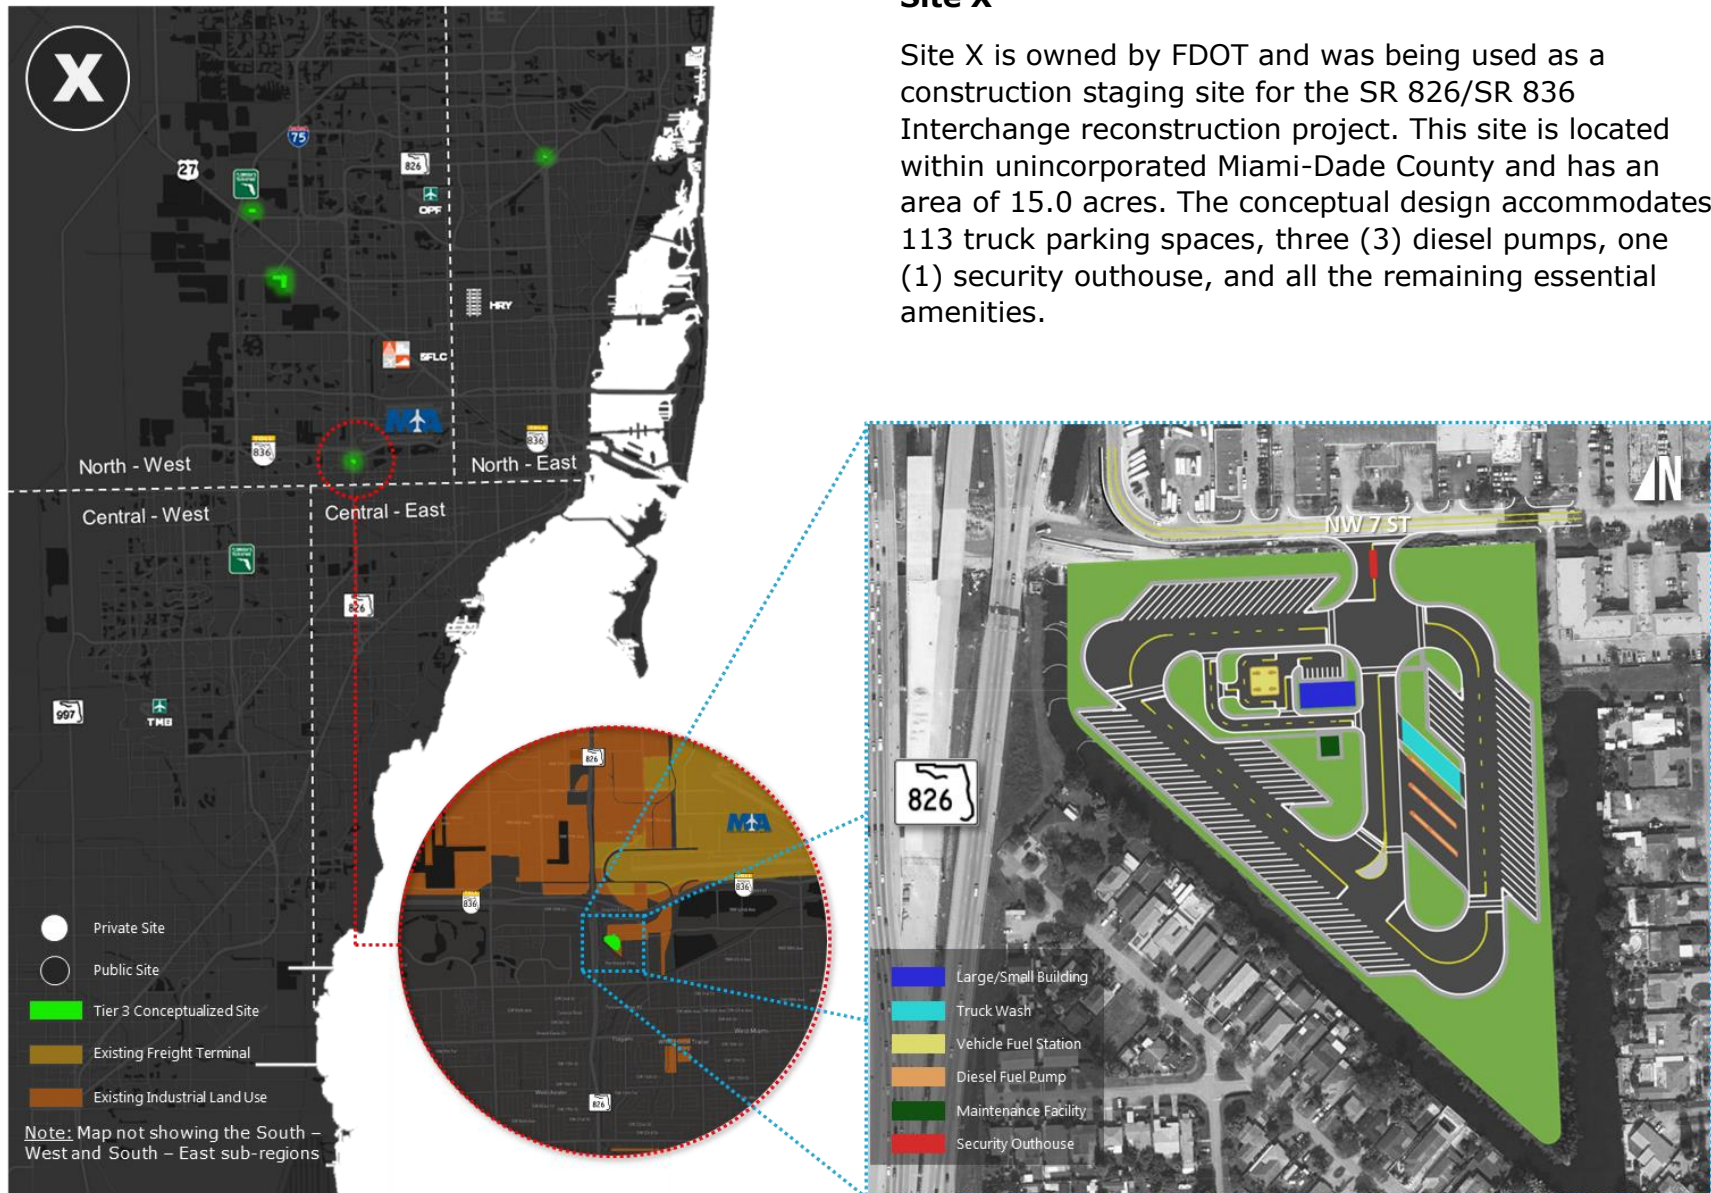 Site X
Site X is owned by FDOT and was being used as a
construction staging site for the SR 826/SR 836
Interchange reconstruction project. This site is located
within unincorporated Miami-Dade County and has an
area of 15.0 acres. The conceptual design accommodates
113 truck parking spaces, three (3) diesel pumps, one
(1) security outhouse, and all the remaining essential
amenities.
X
75
27
826
OPF
HRY
SFLC
MIA
836
836
North - West
North - East
Central - West
Central - East
826
997
TMB
Private Site
Public Site
Tier 3 Conceptualized Site
Existing Freight Terminal
Existing Industrial Land Use
Note: Map not showing the South –
West and South – East sub-regions
826
MIA
836
836
West Miami
826
N
NW 7 ST
826
Large/Small Building
Truck Wash
Vehicle Fuel Station
Diesel Fuel Pump
Maintenance Facility
Security Outhouse